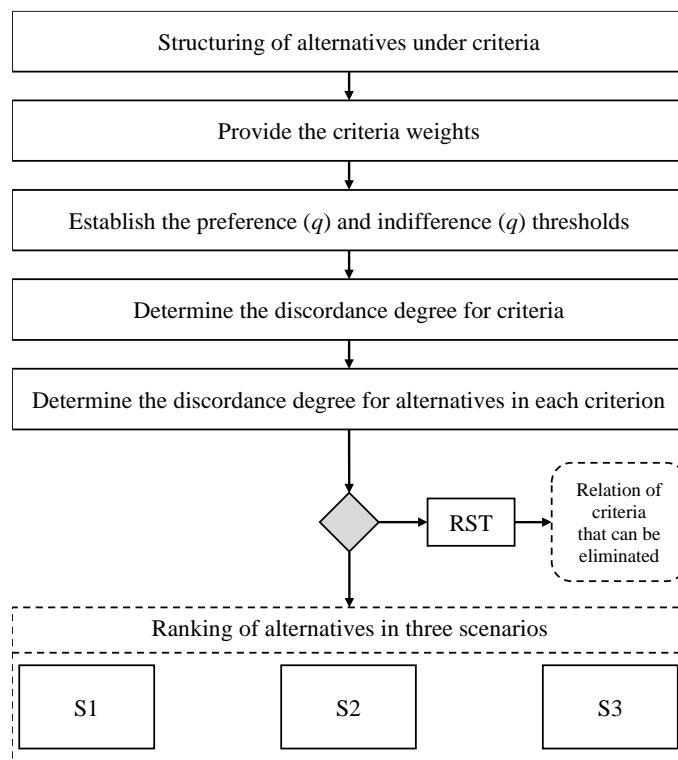 Structuring of alternatives under criteria
Provide the criteria weights
Establish the preference (q) and indifference (q) thresholds
Determine the discordance degree for criteria
Determine the discordance degree for alternatives in each criterion
RST
Relation of
criteria
that can be
eliminated
Ranking of alternatives in three scenarios
S1
S2
S3